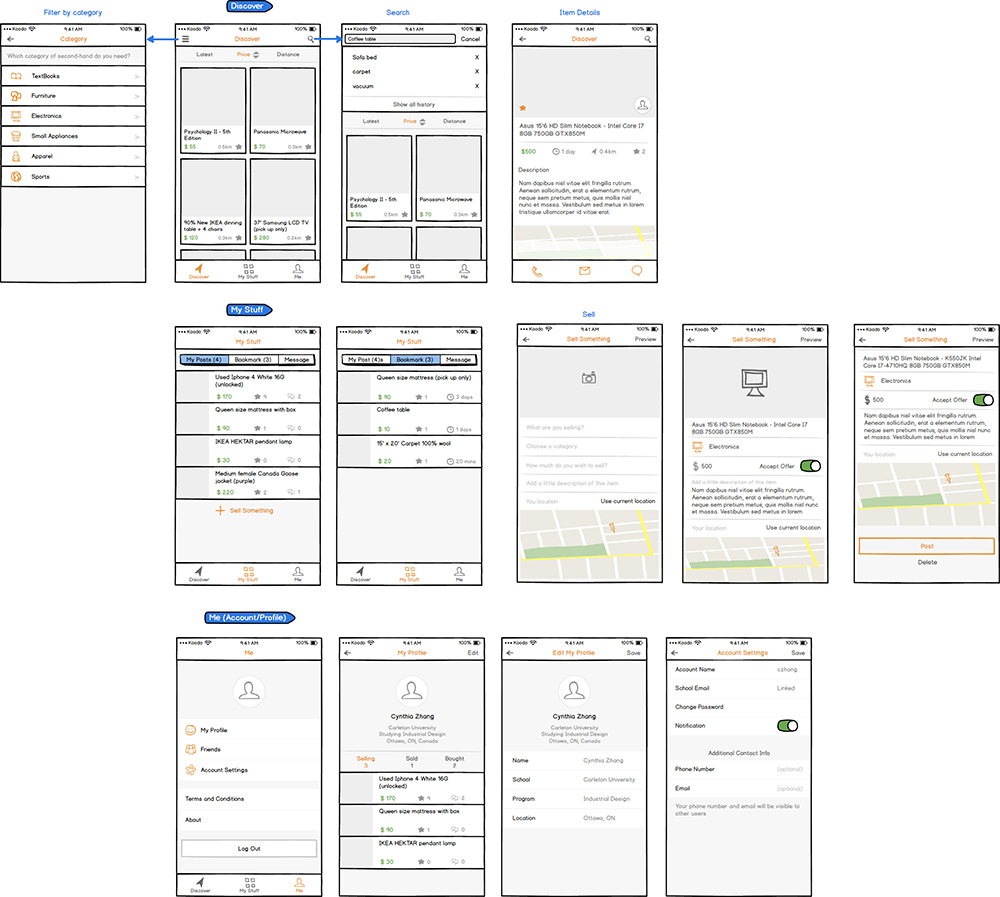 Filter by category
Discover
Search
Item Details
••• Koodo 9:41 AM 100%
Category
Which category of second-hand do you need?
TextBooks >
Furniture >
Electronics >
Small Appliances >
Apparel >
Sports >
••• Koodo 9:41 AM 100%
Discover
Latest Price Distance
Psychology II - 5th
Edition
$ 55 0.5km
Panasonic Microwave
$ 70 0.3km
90% New IKEA dinning
table + 4 chairs
$ 120 0.3km
37" Samsung LCD TV
(pick up only)
$ 280 0.2km
Discover My Stuff Me
••• Koodo 9:41 AM 100%
Coffee table Cancel
Sofa bed X
carpet X
vacuum X
Show all history
Latest Price Distance
Psychology II - 5th
Edition
$ 55 0.5km
Panasonic Microwave
$ 70 0.3km
Discover My Stuff Me
••• Koodo 9:41 AM 100%
Discover
Asus 15'6 HD Slim Notebook - Intel Core I7
8GB 750GB GTX850M
$500 1 day 0.4km 2
Description
Nam dapibus nisl vitae elit fringilla rutrum.
Aenean sollicitudin, erat a elementum rutrum,
neque sem pretium metus, quis mollis nisl
nunc et massa. Vestibulum sed metus in lorem
tristique ullamcorper id vitae erat.
My Stuff
Sell
••• Koodo 9:41 AM 100%
My Stuff
My Posts (4) Bookmark (3) Message
Used Iphone 4 White 16G
(unlocked)
$ 170 9 2
Queen size mattress with box
$ 90 1 0
IKEA HEKTAR pendant lamp
$ 30 0 0
Medium female Canada Goose
jacket (purple)
$ 220 2 1
Sell Something
Discover My Stuff Me
••• Koodo 9:41 AM 100%
My Stuff
My Post (4)s Bookmark (3) Message
Queen size mattress (pick up only)
$ 90 1 3 days
Coffee table
$ 10 1 1 days
15' x 20' Carpet 100% wool
$ 20 1 20 mins
Discover My Stuff Me
••• Koodo 9:41 AM 100%
Sell Something Preview
What are you selling?
Choose a category
How much do you wish to sell?
Add a little description of this item
You location Use current location
••• Koodo 9:41 AM 100%
Sell Something Preview
Asus 15'6 HD Slim Notebook - Intel Core I7
8GB 750GB GTX850M
Electronics
$ 500 Accept Offer
Add a little description of this item
Nam dapibus nisl vitae elit fringilla rutrum.
Aenean sollicitudin, erat a elementum rutrum,
neque sem pretium metus, quis mollis nisl
nunc et massa. Vestibulum sed metus in lorem
Your location Use current location
••• Koodo 9:41 AM 100%
Sell Something Preview
Asus 15'6 HD Slim Notebook - K550JK Intel
Core I7-4710HQ 8GB 750GB GTX850M
Electronics
$ 500 Accept Offer
Nam dapibus nisl vitae elit fringilla rutrum.
Aenean sollicitudin, erat a elementum rutrum,
neque sem pretium metus, quis mollis nisl
nunc et massa. Vestibulum sed metus in lorem
You location Use current location
Post
Delete
Me (Account/Profile)
••• Koodo 9:41 AM 100%
Me
My Profile
Friends
Account Settings
Terms and Conditions
About
Log Out
Discover My Stuff Me
••• Koodo 9:41 AM 100%
My Profile Edit
Cynthia Zhang
Carleton University
Studying Industrial Design
Ottawa, ON, Canada
Selling Sold Bought
3 1 2
Used Iphone 4 White 16G
(unlocked)
$ 170 9 2
Queen size mattress with box
$ 90 1 0
IKEA HEKTAR pendant lamp
$ 30 0 0
••• Koodo 9:41 AM 100%
Edit My Profile Save
Cynthia Zhang
Carleton University
Studying Industrial Design
Ottawa, ON, Canada
Name Cynthia Zhang
School Carleton University
Program Industrial Design
Location Ottawa, ON.
••• Koodo 9:41 AM 100%
Account Settings Save
Account Name czhang
School Email Linked
Change Password
Notification
Additional Contact Info
Phone Number (optional)
Email (optional)
Your phone number and email will be visible to
other users